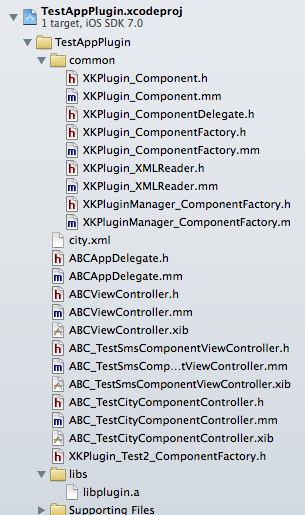 TestAppPlugin.xcodeproj
1 target, iOS SDK 7.0
TestAppPlugin
common
XKPlugin_Component.h
XKPlugin_Component.mm
XKPlugin_ComponentDelegate.h
XKPlugin_ComponentFactory.h
XKPlugin_ComponentFactory.mm
XKPlugin_XMLReader.h
XKPlugin_XMLReader.mm
XKPluginManager_ComponentFactory.h
XKPluginManager_ComponentFactory.m
city.xml
ABCAppDelegate.h
ABCAppDelegate.mm
ABCViewController.h
ABCViewController.mm
ABCViewController.xib
ABC_TestSmsComponentViewController.h
ABC_TestSmsComp...tViewController.mm
ABC_TestSmsComponentViewController.xib
ABC_TestCityComponentController.h
ABC_TestCityComponentController.mm
ABC_TestCityComponentController.xib
XKPlugin_Test2_ComponentFactory.h
libs
libplugin.a
Supporting Files